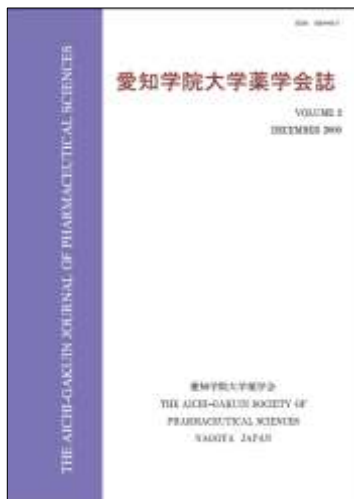 愛知学院大学薬学会誌
VOLUME 2
DECEMBER 2009
THE AICHI-GAKUIN JOURNAL OF PHARMACEUTICAL SCIENCES
愛知学院大学薬学会
THE AICHI-GAKUIN SOCIETY OF
PHARMACEUTICAL SCIENCES
NAGOYA JAPAN